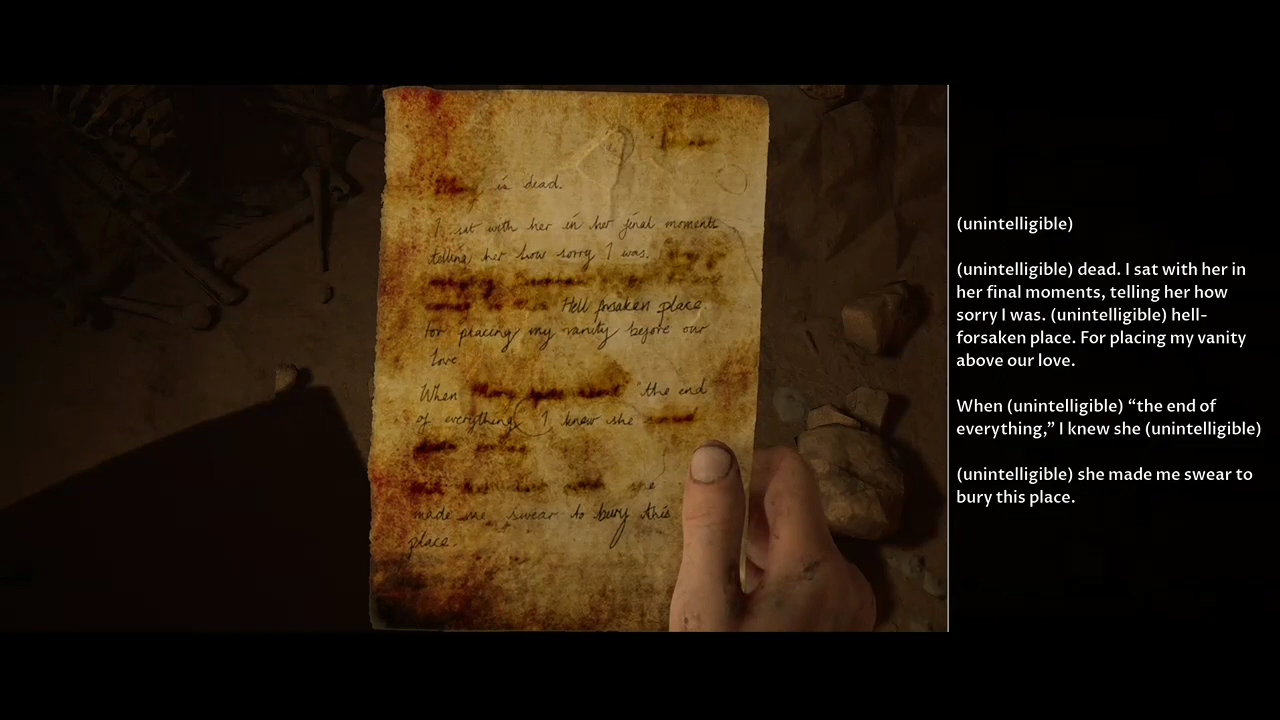 is dead.
I sat with her in her final moments
telling her how sorry I was.
Hell forsaken place
for placing my vanity before our
love.
When "the end
of everything" I knew she
she
made me swear to bury this
place.
(unintelligible)
(unintelligible) dead. I sat with her in
her final moments, telling her how
sorry I was. (unintelligible) hell-
forsaken place. For placing my vanity
above our love.
When (unintelligible) “the end of
everything,” I knew she (unintelligible)
(unintelligible) she made me swear to
bury this place.